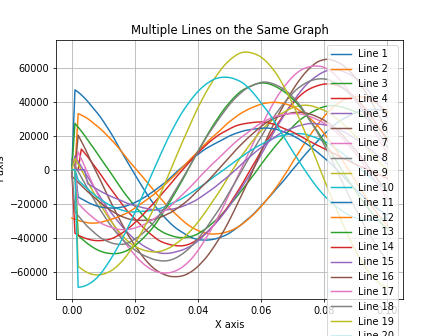 Multiple Lines on the Same Graph
60000
40000
20000
0
−20000
−40000
−60000
0.00
0.02
0.04
0.06
0.08
X axis
axis
Line 1
Line 2
Line 3
Line 4
Line 5
Line 6
Line 7
Line 8
Line 9
Line 10
Line 11
Line 12
Line 13
Line 14
Line 15
Line 16
Line 17
Line 18
Line 19
Line 20